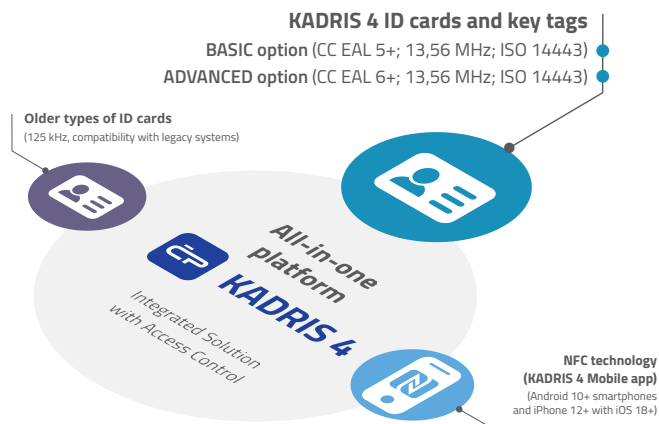 KADRIS 4 ID cards and key tags
BASIC option (CC EAL 5+; 13,56 MHz; ISO 14443)
ADVANCED option (CC EAL 6+; 13,56 MHz; ISO 14443)
Older types of ID cards
(125 kHz, compatibility with legacy systems)
All-in-one
platform
KADRIS 4
Integrated Solution
with Access Control
NFC technology
(KADRIS 4 Mobile app)
(Android 10+ smartphones
and iPhone 12+ with iOS 18+)